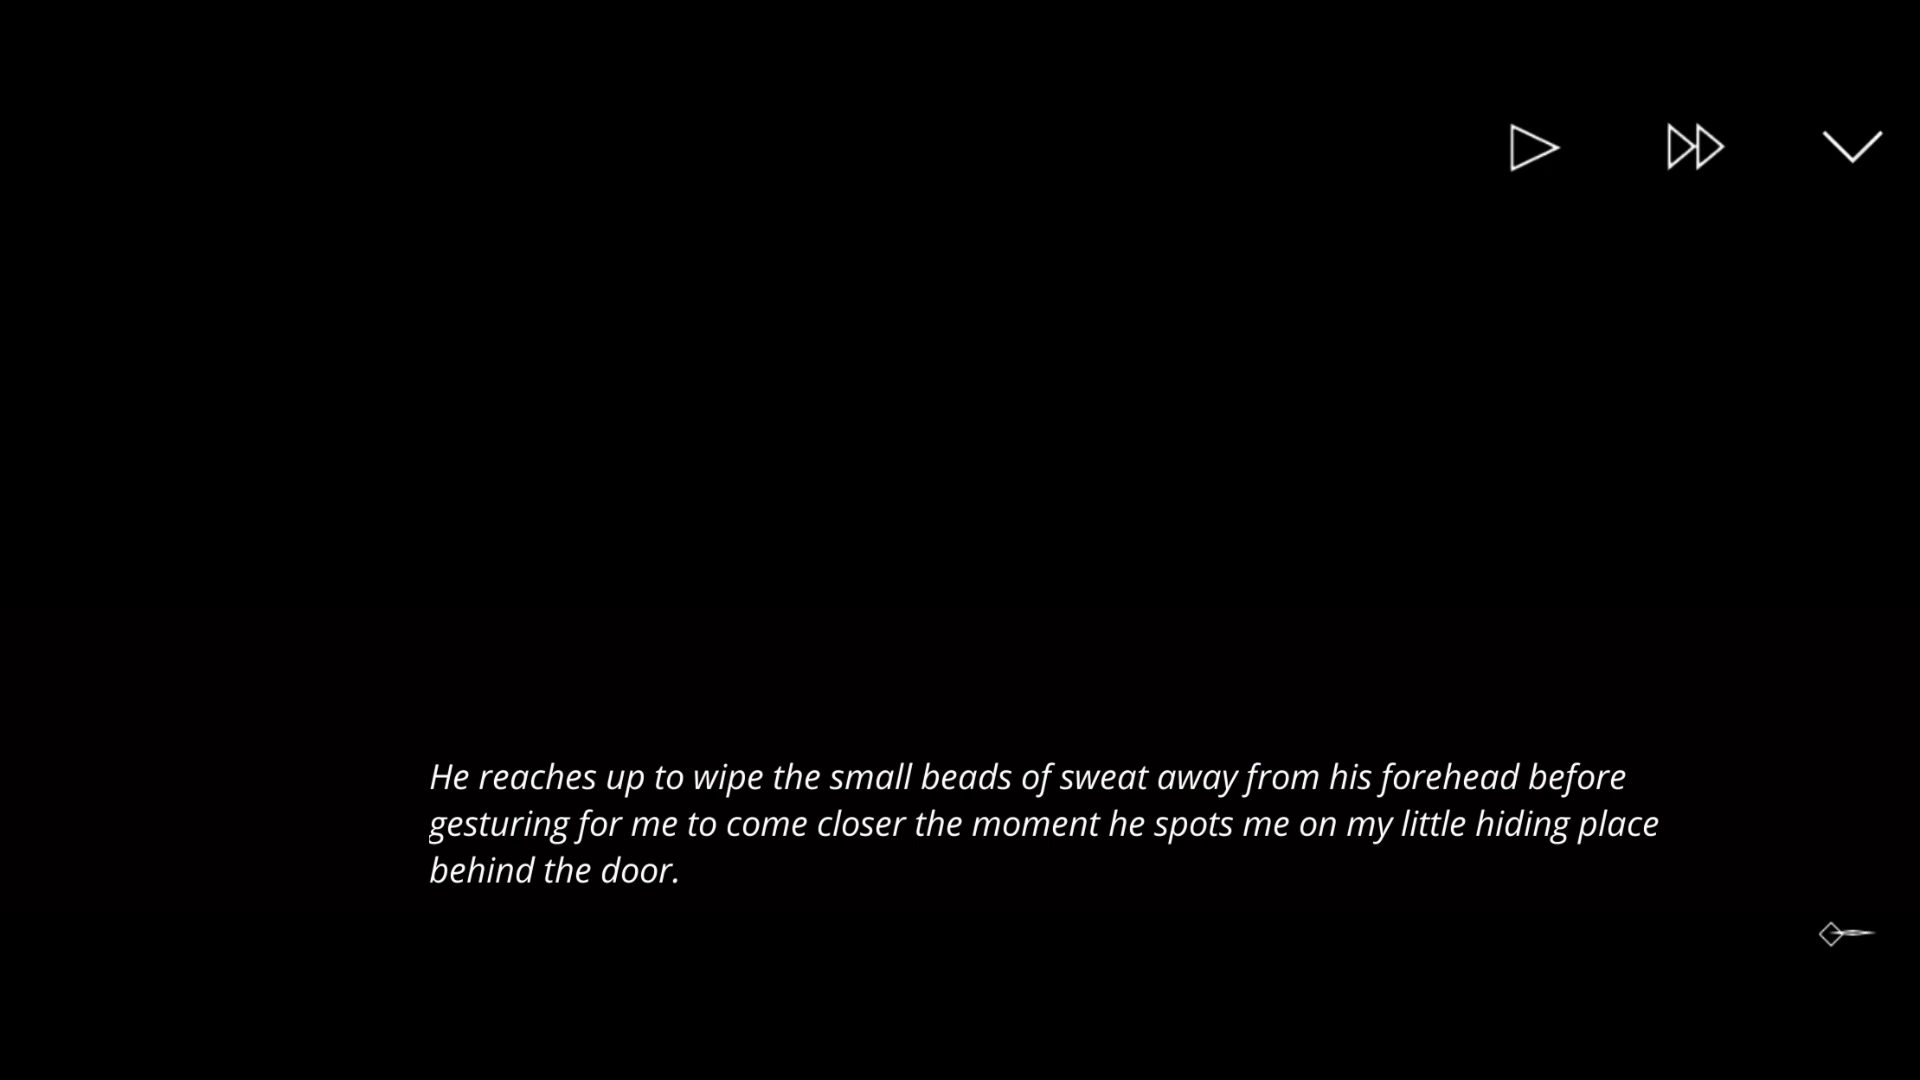 He reaches up to wipe the small beads of sweat away from his forehead before
gesturing for me to come closer the moment he spots me on my little hiding place
behind the door.